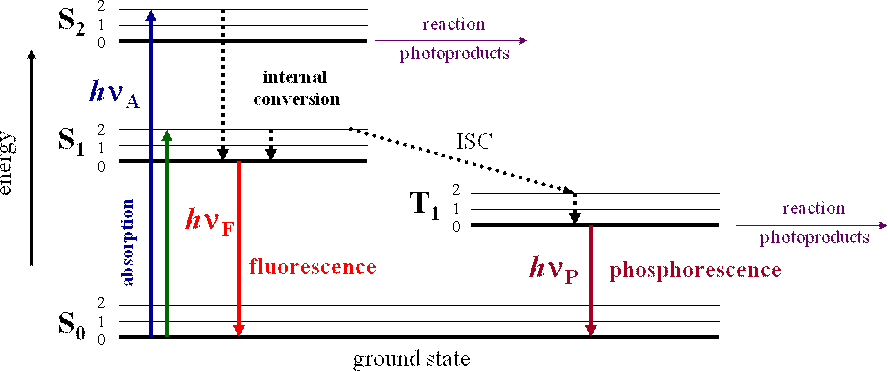 S2
2
1
0
reaction
photoproducts
internal
conversion
hνA
S1
2
1
0
ISC
energy
T1
2
1
0
reaction
photoproducts
hνF
absorption
fluorescence
hνP phosphorescence
S0
2
1
0
ground state